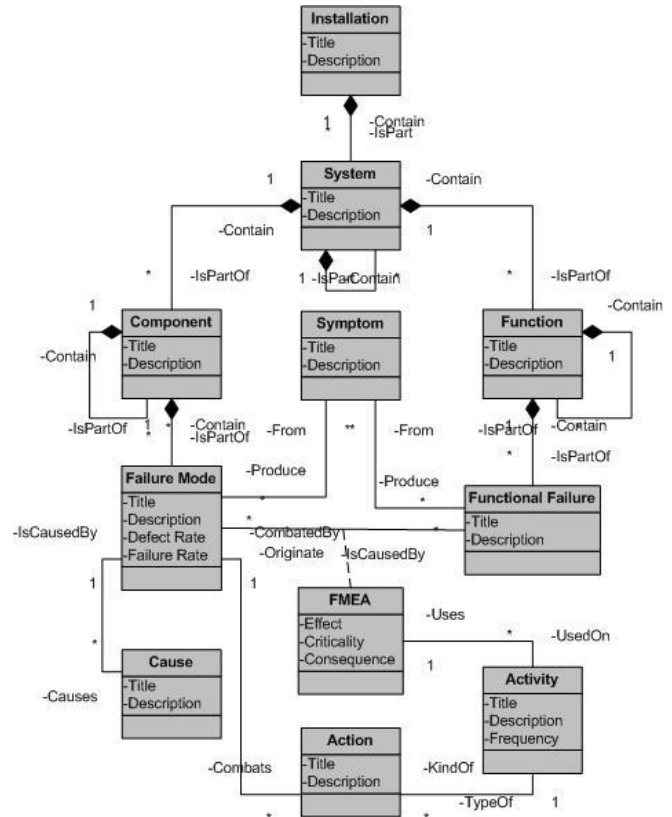 Installation
-Title
-Description
1
*
-Contain
-IsPart
System
-Title
-Description
1
-Contain
-Contain
1
1
-IsPart
-Contain
*
*
-IsPartOf
*
-IsPartOf
1
Component
-Title
-Description
-Contain
-IsPartOf
*
Symptom
-Title
-Description
Function
-Title
-Description
-Contain
1
1
*
-Contain
-IsPartOf
-From
**
-From
-IsPartOf
1
-Contain
*
*
-IsPartOf
Failure Mode
-Title
-Description
-Defect Rate
-Failure Rate
-Produce
*
-Produce
*
Functional Failure
-Title
-Description
-IsCausedBy
1
*
-CombatedBy
-Originate
-IsCausedBy
*
1
FMEA
-Effect
-Criticality
-Consequence
-Uses
1
*
-UsedOn
*
-Causes
Cause
-Title
-Description
Activity
-Title
-Description
-Frequency
Action
-Title
-Description
-Combats
*
-KindOf
-TypeOf
*
1